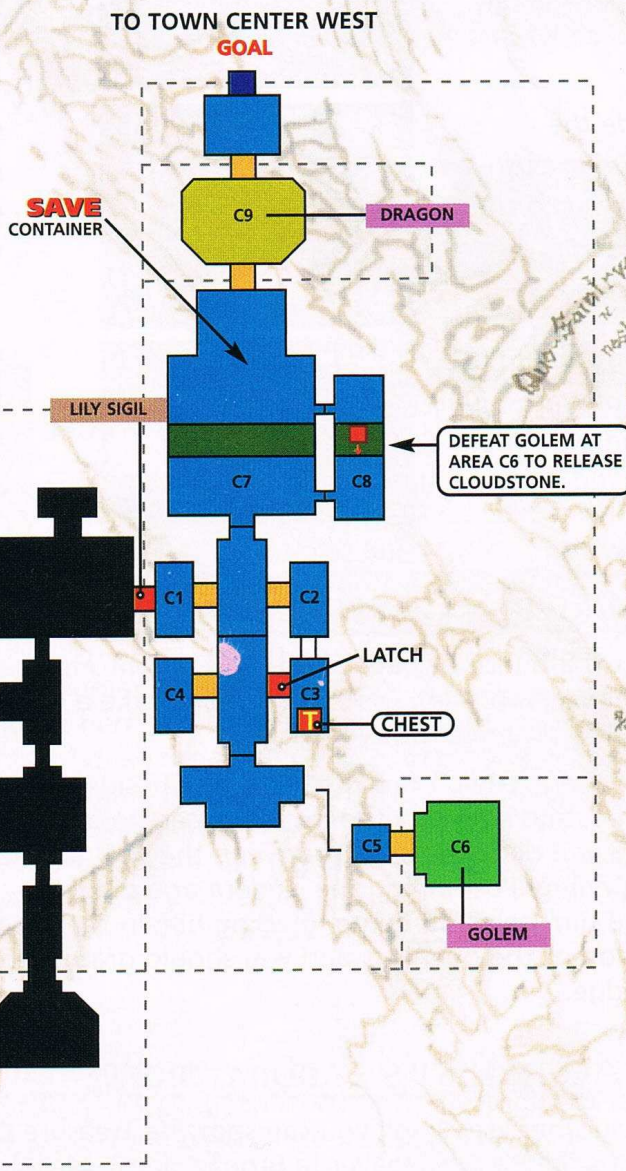 TO TOWN CENTER WEST
GOAL
C9
DRAGON
SAVE
CONTAINER
LILY SIGIL
DEFEAT GOLEM AT
AREA C6 TO RELEASE
CLOUDSTONE.
C7
C8
C1
C2
LATCH
C4
C3
T
CHEST
C5
C6
GOLEM